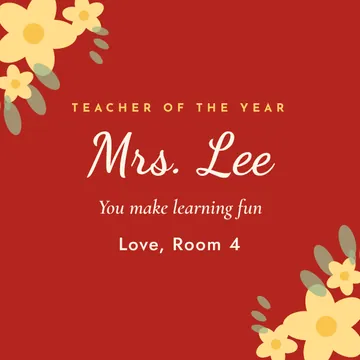 TEACHER OF THE YEAR
Mrs. Lee
You make learning fun
Love, Room 4